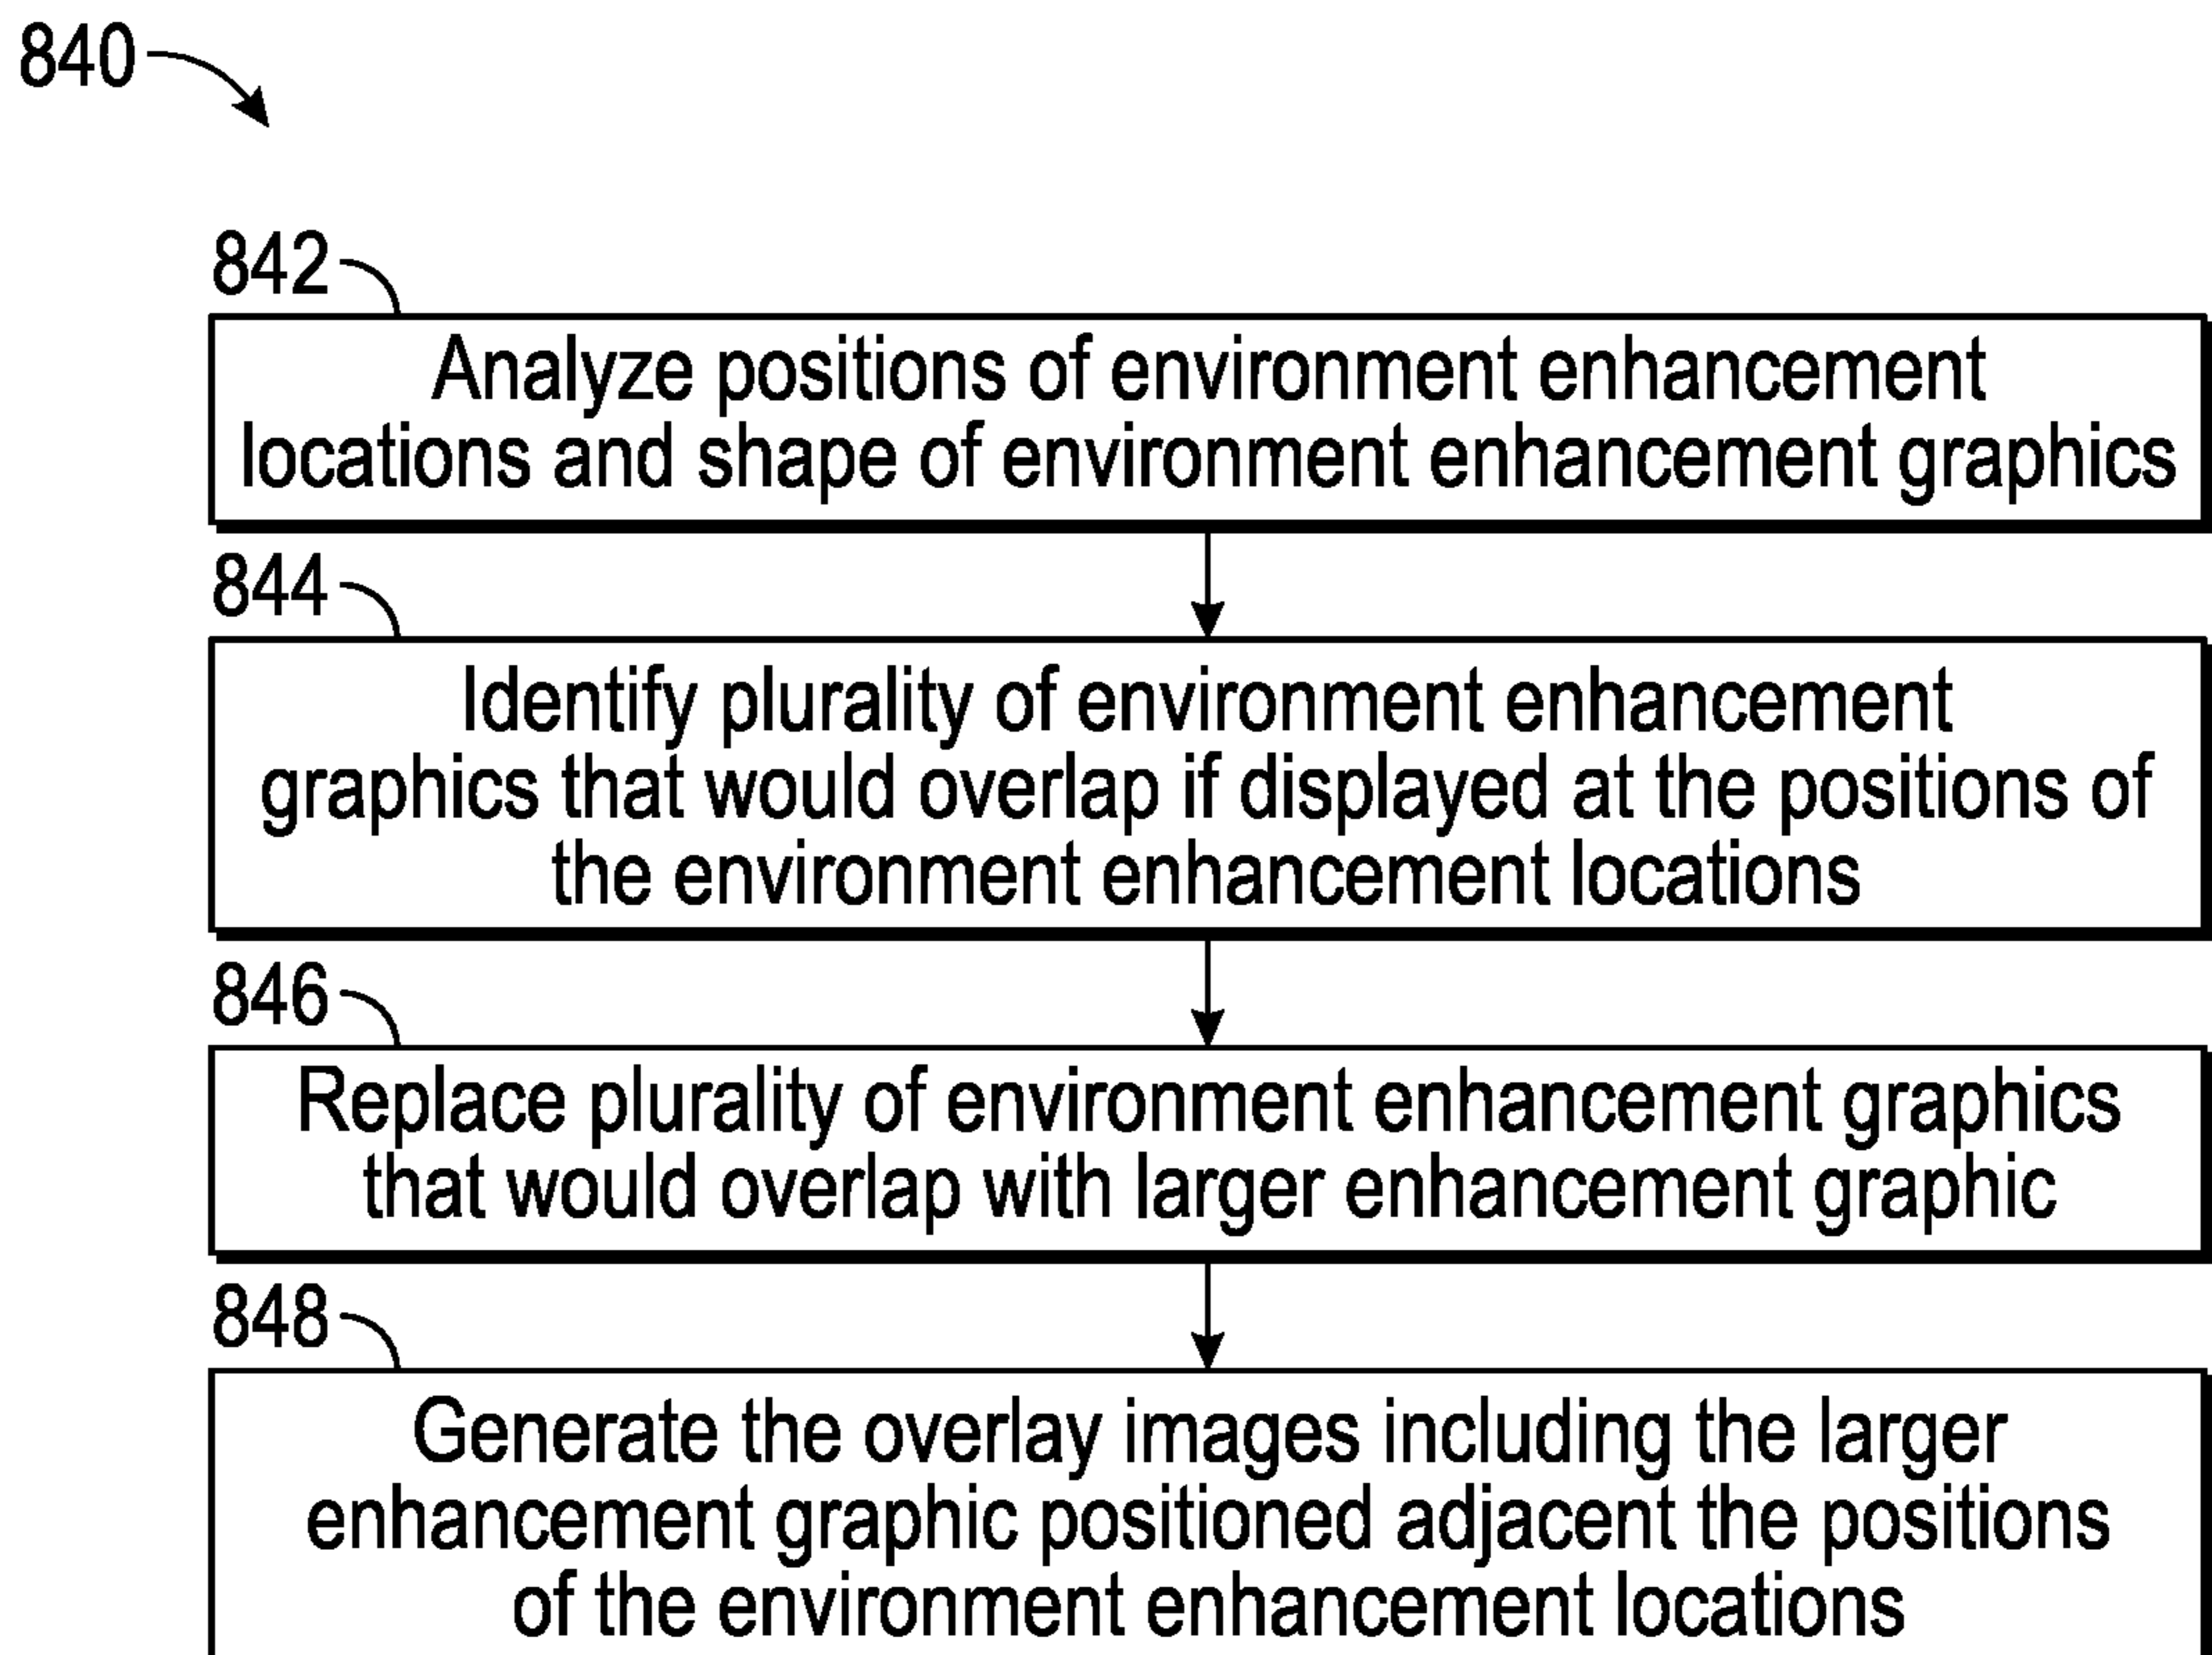 840
842
Analyze positions of environment enhancement
locations and shape of environment enhancement graphics
844
Identify plurality of environment enhancement
graphics that would overlap if displayed at the positions of
the environment enhancement locations
846
Replace plurality of environment enhancement graphics
that would overlap with larger enhancement graphic
848
Generate the overlay images including the larger
enhancement graphic positioned adjacent the positions
of the environment enhancement locations